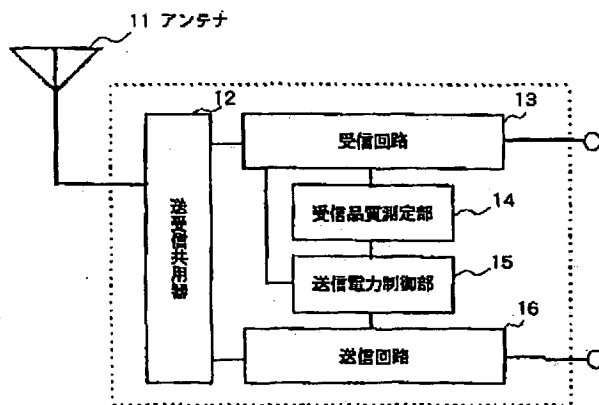 11 アンテナ
12
13
受信回路
受信品質測定部
14
送受信共用器
15
送信電力制御部
16
送信回路